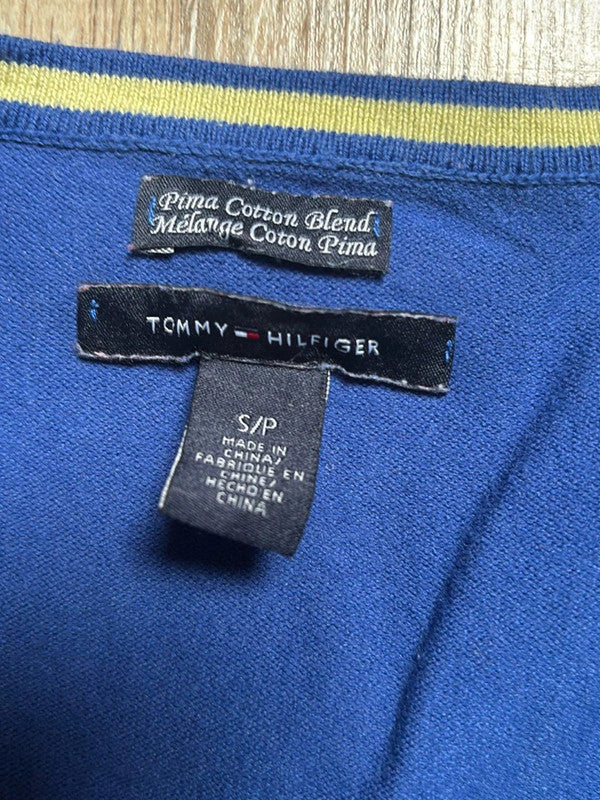 Pima Cotton Blend
Mélange Coton Pima
TOMMY HILFIGER
S/P
MADE IN
CHINA/
FABRIQUE EN
CHINE/
HECHO EN
CHINA